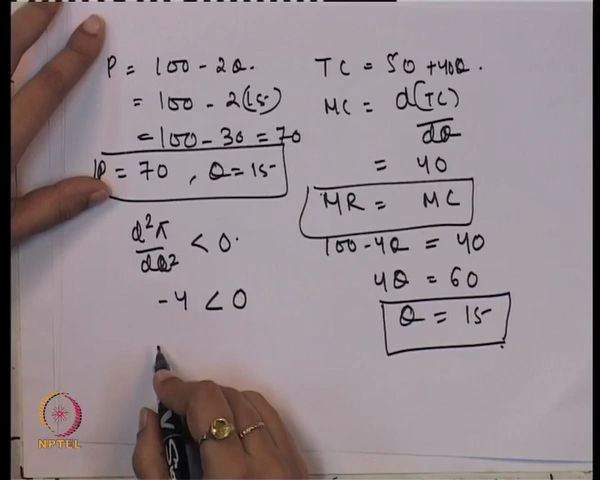 P = 100 - 2Q.
= 100 - 2(15)
= 100 - 30 = 70
P = 70 , Q = 15
d²π/dQ² < 0.
-4 < 0
TC = 50 + 40Q.
MC = d(TC)/dQ
= 40
MR = MC
100 - 4Q = 40
4Q = 60
Q = 15
NPTEL